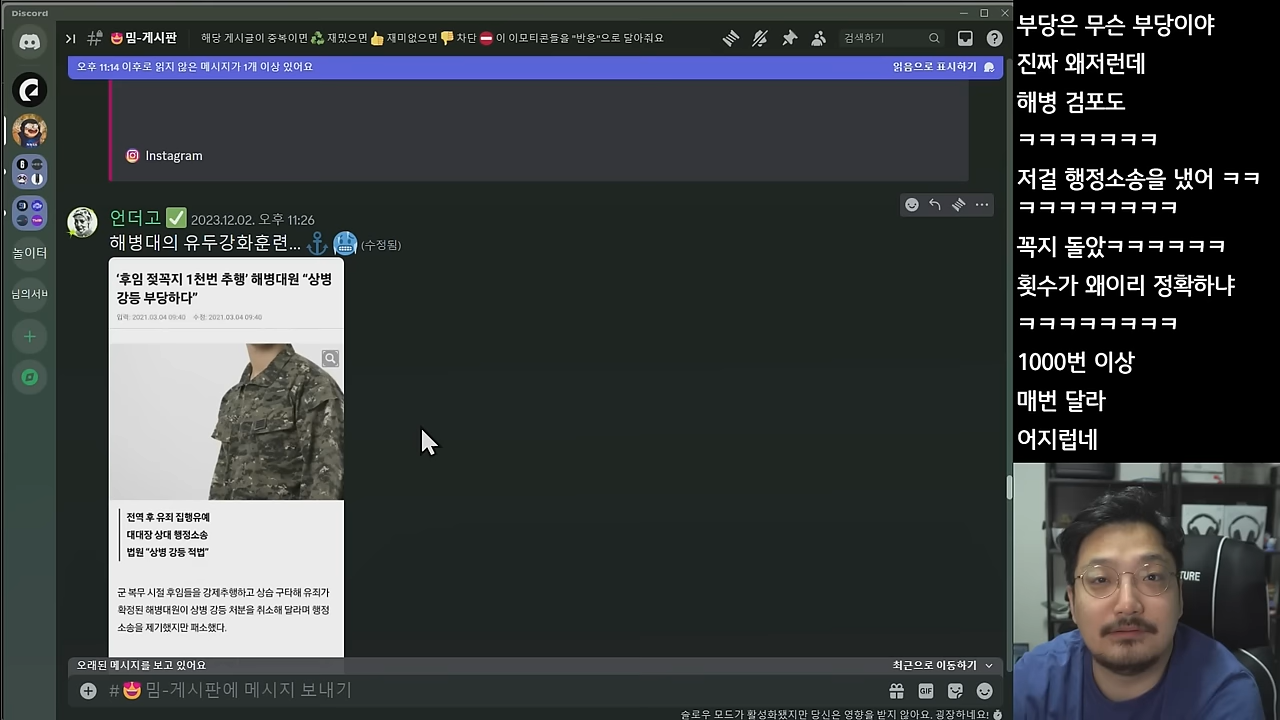 Discord
밈-게시판
해당 게시글이 중복이면 재밌으면 재미없으면 차단 이 이모티콘들을 "반응"으로 달아줘요
검색하기
오후 11:14 이후로 읽지 않은 메시지가 1개 이상 있어요
읽음으로 표시하기
Instagram
언더고 2023.12.02. 오후 11:26
해병대의 유두강화훈련... (수정됨)
‘후임 젖꼭지 1천번 추행’ 해병대원 “상병
강등 부당하다”
입력: 2021.03.04 09:40 수정: 2021.03.04 09:40
전역 후 유죄 집행유예
대대장 상대 행정소송
법원 “상병 강등 적법”
군 복무 시절 후임들을 강제추행하고 상습 구타해 유죄가
확정된 해병대원이 상병 강등 처분을 취소해 달라며 행정
소송을 제기했지만 패소했다.
오래된 메시지를 보고 있어요
최근으로 이동하기
#밈-게시판에 메시지 보내기
GIF
슬로우 모드가 활성화됐지만 당신은 영향을 받지 않아요. 굉장하네요!
놀이터
님의서버
부당은 무슨 부당이야
진짜 왜저런데
해병 검포도
ㅋㅋㅋㅋㅋㅋㅋ
저걸 행정소송을 냈어 ㅋㅋ
ㅋㅋㅋㅋㅋㅋㅋㅋ
꼭지 돌았ㅋㅋㅋㅋㅋㅋ
횟수가 왜이리 정확하냐
ㅋㅋㅋㅋㅋㅋㅋㅋ
1000번 이상
매번 달라
어지럽네
TURE